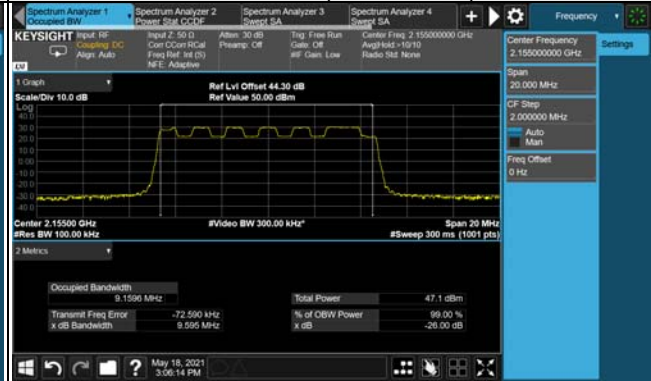 Spectrum Analyzer 1
Occupied BW
Spectrum Analyzer 2
Power Stat CCDF
Spectrum Analyzer 3
Swept SA
Spectrum Analyzer 4
Swept SA
Frequency
KEYSIGHT
Input: RF
Coupling: DC
Align: Auto
Input Z: 50 Ω
Corr CCorr RCal
Freq Ref: Int (S)
NFE: Adaptive
Atten: 30 dB
Preamp: Off
Trig: Free Run
Gate: Off
#IF Gain: Low
Center Freq: 2.155000000 GHz
Avg|Hold:>10/10
Radio Std: None
LXI
Center Frequency
2.155000000 GHz
Settings
Span
20.000 MHz
CF Step
2.000000 MHz
Auto
Man
Freq Offset
0 Hz
1 Graph
Scale/Div 10.0 dB
Ref Lvl Offset 44.30 dB
Ref Value 50.00 dBm
Log
40.0
30.0
20.0
10.0
0.00
-10.0
-20.0
-30.0
-40.0
Center 2.15500 GHz
#Res BW 100.00 kHz
#Video BW 300.00 kHz*
Span 20 MHz
#Sweep 300 ms (1001 pts)
2 Metrics
Occupied Bandwidth
9.1596 MHz
Total Power 47.1 dBm
Transmit Freq Error -72.590 kHz
% of OBW Power 99.00 %
x dB Bandwidth 9.595 MHz
x dB -26.00 dB
May 18, 2021
3:06:14 PM